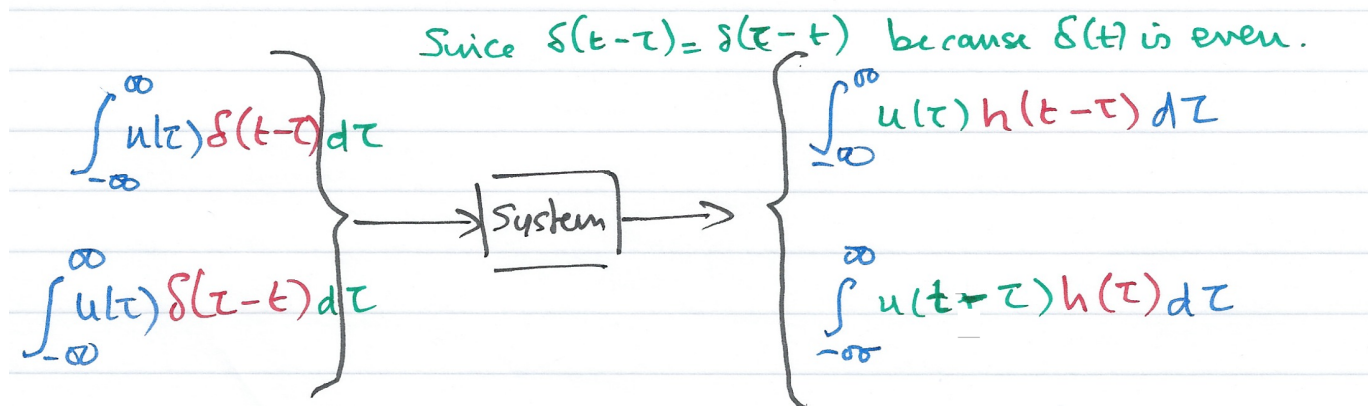 Since δ(t-τ) = δ(τ-t) because δ(t) is even.
∫_{-∞}^{∞} u(τ)δ(t-τ)dτ
∫_{-∞}^{∞} u(τ)h(t-τ)dτ
System
∫_{-∞}^{∞} u(τ)δ(τ-t)dτ
∫_{-∞}^{∞} u(t-τ)h(τ)dτ